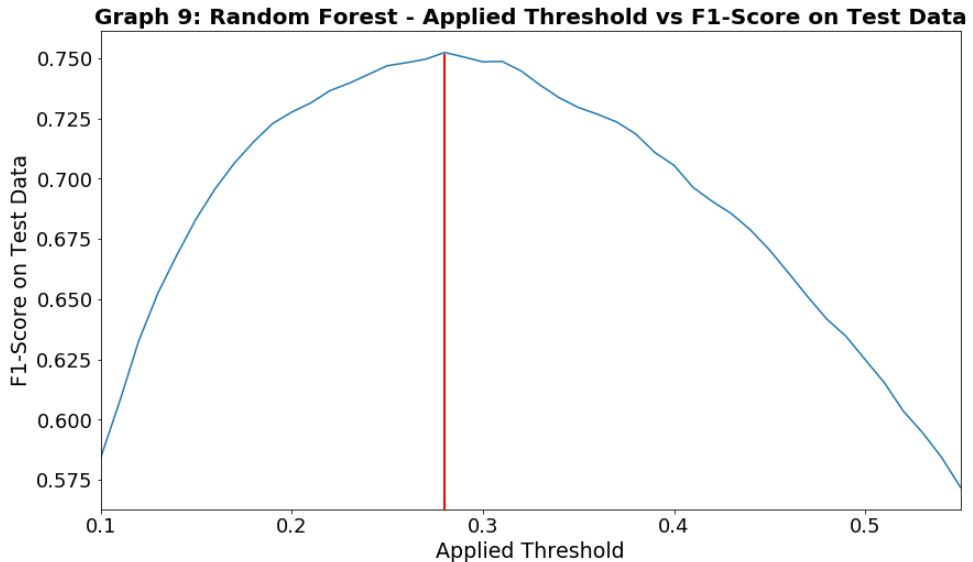 Graph 9: Random Forest - Applied Threshold vs F1-Score on Test Data
F1-Score on Test Data
0.750
0.725
0.700
0.675
0.650
0.625
0.600
0.575
0.1 0.2 0.3 0.4 0.5
Applied Threshold